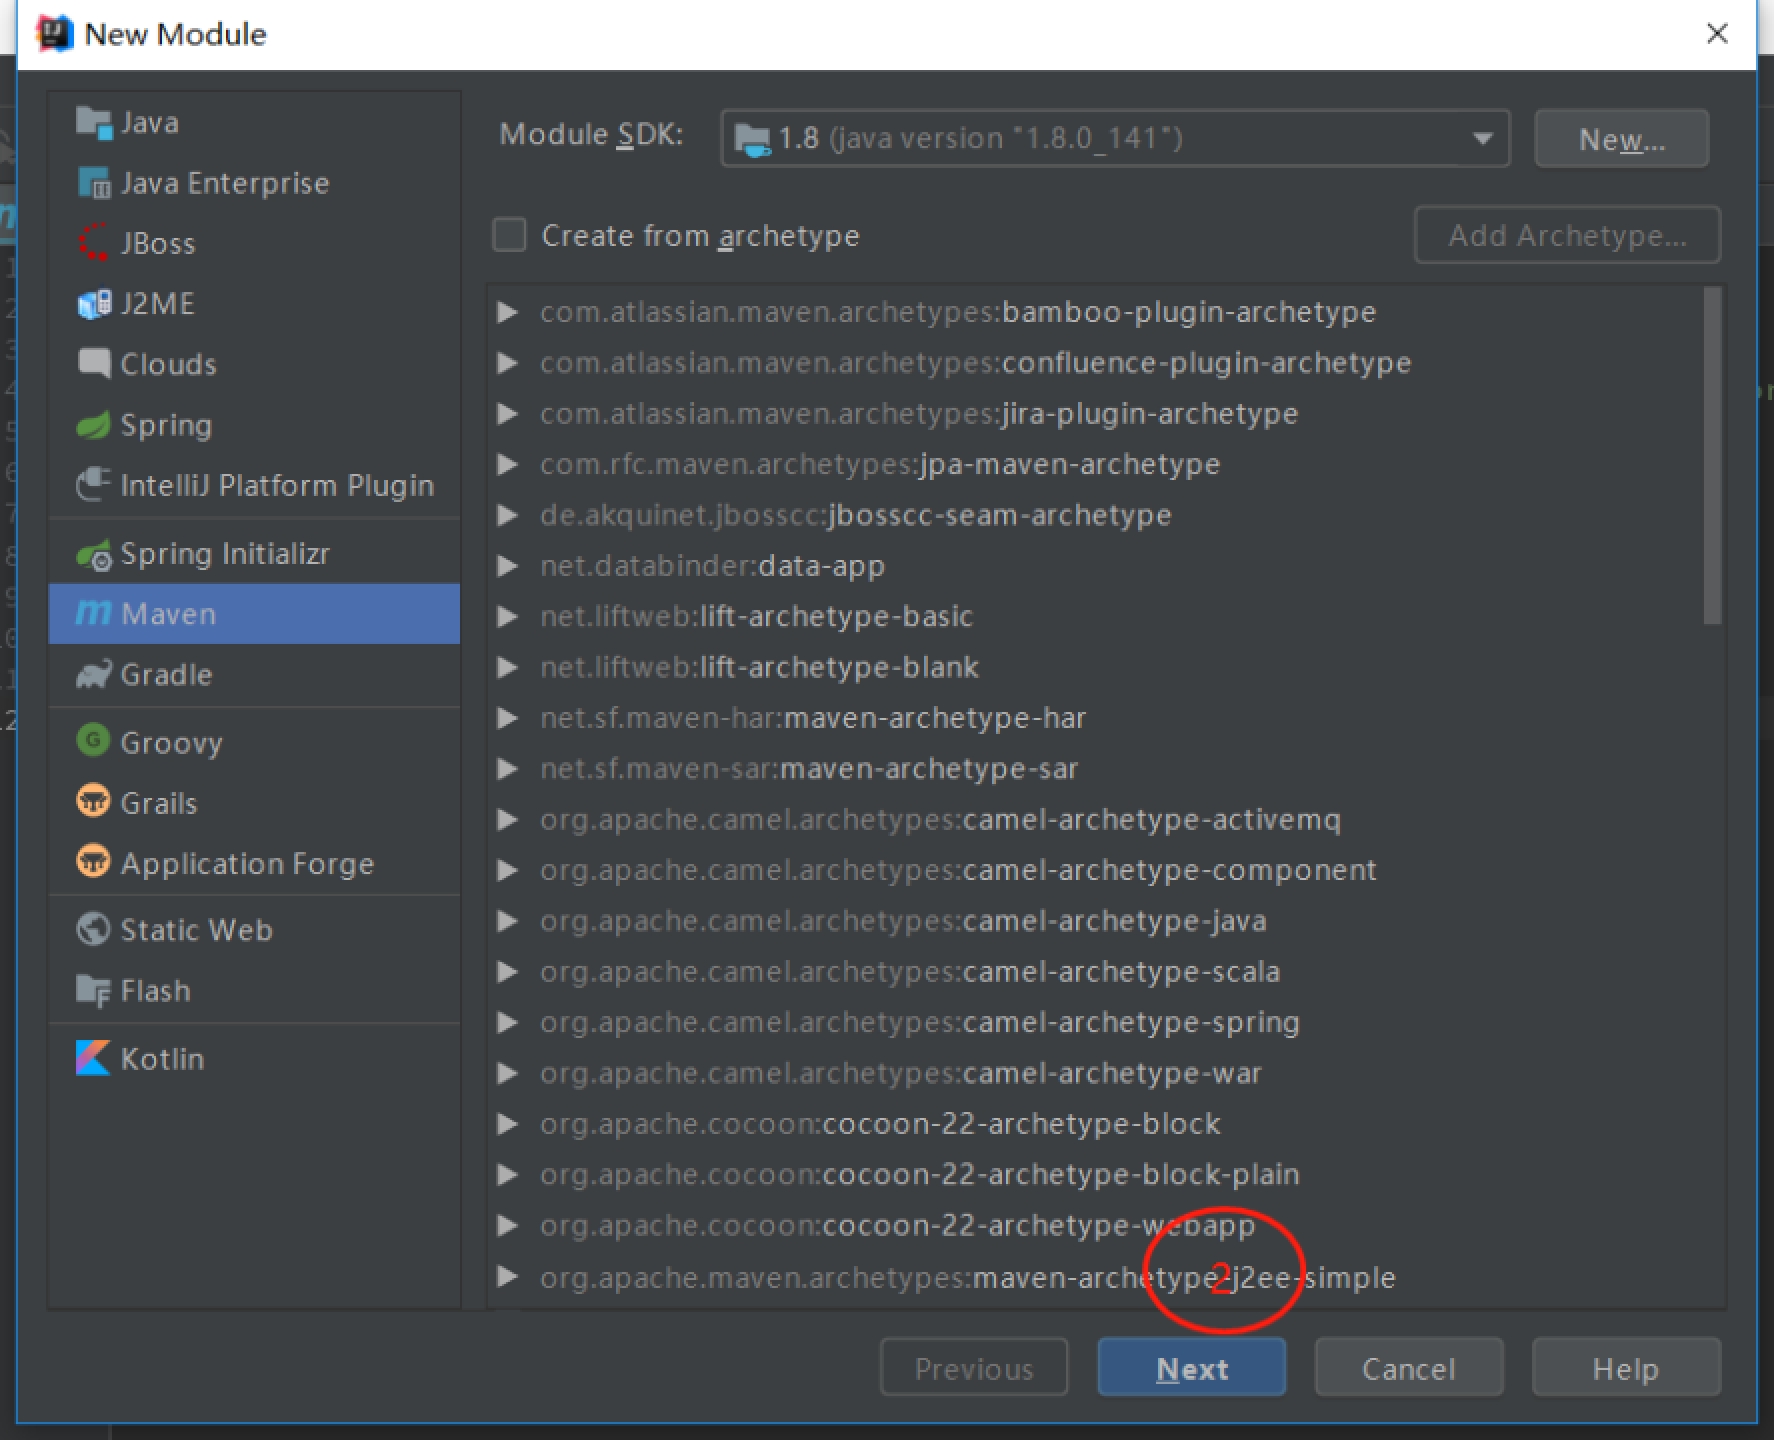 New Module
Java
Java Enterprise
JBoss
J2ME
Clouds
Spring
IntelliJ Platform Plugin
Spring Initializr
Maven
Gradle
Groovy
Grails
Application Forge
Static Web
Flash
Kotlin
Module SDK: 1.8 (java version "1.8.0_141") New...
Create from archetype Add Archetype...
com.atlassian.maven.archetypes:bamboo-plugin-archetype
com.atlassian.maven.archetypes:confluence-plugin-archetype
com.atlassian.maven.archetypes:jira-plugin-archetype
com.rfc.maven.archetypes:jpa-maven-archetype
de.akquinet.jbosscc:jbosscc-seam-archetype
net.databinder:data-app
net.liftweb:lift-archetype-basic
net.liftweb:lift-archetype-blank
net.sf.maven-har:maven-archetype-har
net.sf.maven-sar:maven-archetype-sar
org.apache.camel.archetypes:camel-archetype-activemq
org.apache.camel.archetypes:camel-archetype-component
org.apache.camel.archetypes:camel-archetype-java
org.apache.camel.archetypes:camel-archetype-scala
org.apache.camel.archetypes:camel-archetype-spring
org.apache.camel.archetypes:camel-archetype-war
org.apache.cocoon:cocoon-22-archetype-block
org.apache.cocoon:cocoon-22-archetype-block-plain
org.apache.cocoon:cocoon-22-archetype-webapp
org.apache.maven.archetypes:maven-archetype-j2ee-simple
2
Previous Next Cancel Help